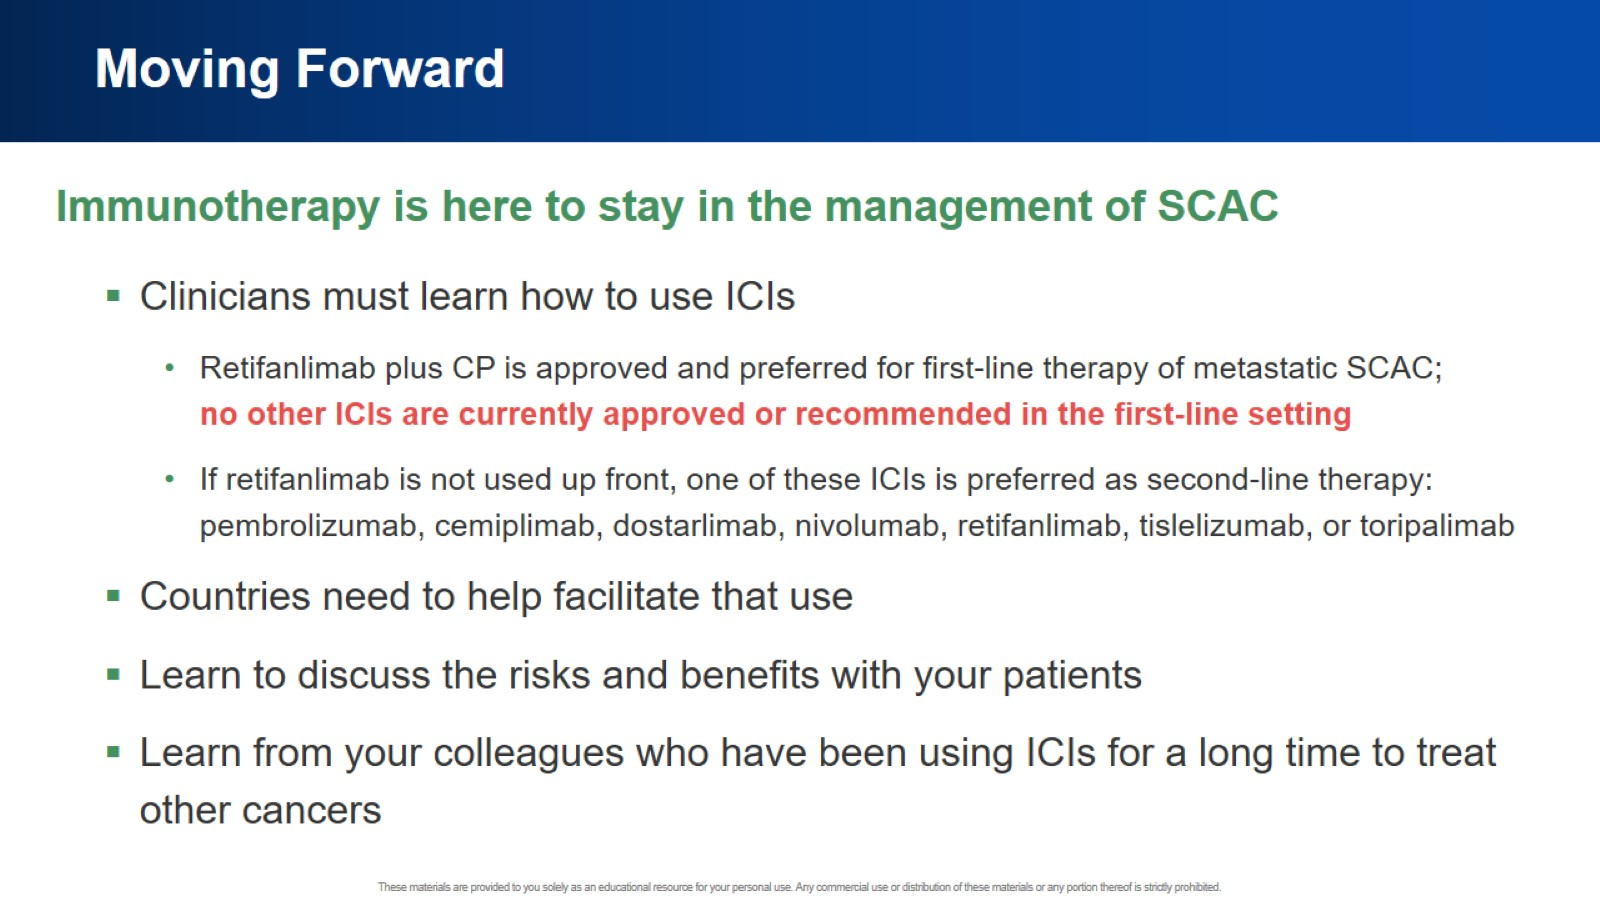 Moving Forward
Immunotherapy is here to stay in the management of SCAC
▪ Clinicians must learn how to use ICIs
• Retifanlimab plus CP is approved and preferred for first-line therapy of metastatic SCAC;
no other ICIs are currently approved or recommended in the first-line setting
• If retifanlimab is not used up front, one of these ICIs is preferred as second-line therapy:
pembrolizumab, cemiplimab, dostarlimab, nivolumab, retifanlimab, tislelizumab, or toripalimab
▪ Countries need to help facilitate that use
▪ Learn to discuss the risks and benefits with your patients
▪ Learn from your colleagues who have been using ICIs for a long time to treat
other cancers
These materials are provided to you solely as an educational resource for your personal use. Any commercial use or distribution of these materials or any portion thereof is strictly prohibited.